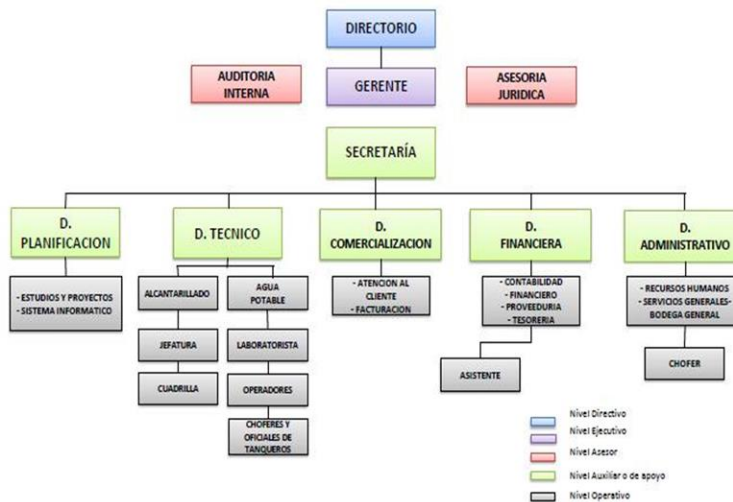 DIRECTORIO
AUDITORIA
INTERNA
GERENTE
ASESORIA
JURIDICA
SECRETARÍA
D.
PLANIFICACION
D. TECNICO
D.
COMERCIALIZACION
D.
FINANCIERA
D.
ADMINISTRATIVO
- ESTUDIOS Y PROYECTOS
- SISTEMA INFORMATICO
ALCANTARILLADO
JEFATURA
CUADRILLA
AGUA
POTABLE
LABORATORISTA
OPERADORES
CHOFERES Y
OFICIALES DE
TANQUEROS
- ATENCION AL
CLIENTE
- FACTURACION
- CONTABILIDAD
- FINANCIERO
- PROVEEDURIA
- TESORERIA
ASISTENTE
- RECURSOS HUMANOS
- SERVICIOS GENERALES-
BODEGA GENERAL
CHOFER
Nivel Directivo
Nivel Ejecutivo
Nivel Asesor
Nivel Auxiliar o de apoyo
Nivel Operativo